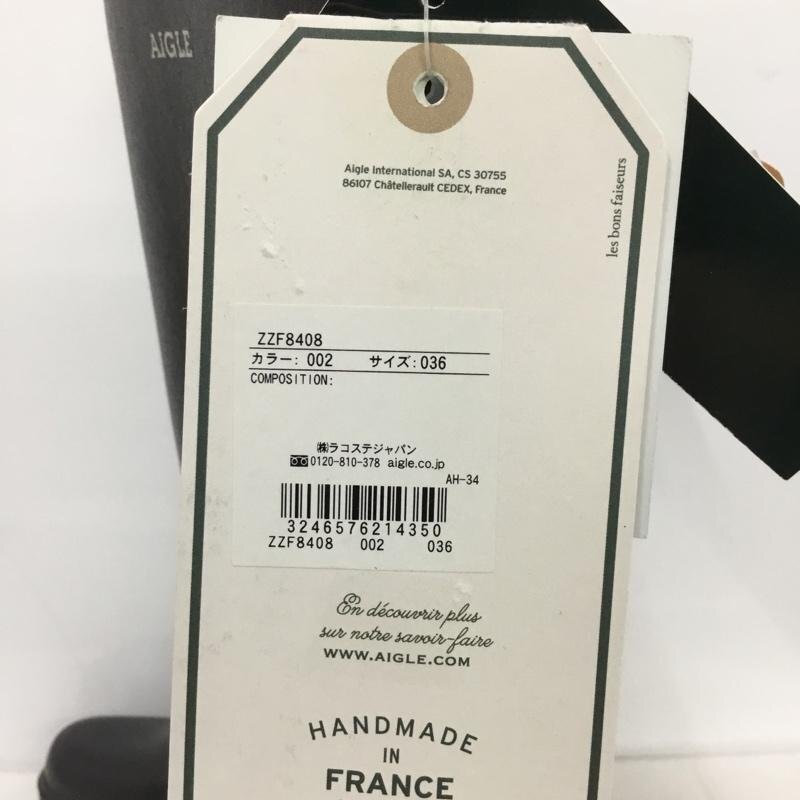 AIGLE
Aigle International SA, CS 30755
86107 Châtellerault CEDEX, France
les bons faiseurs
ZZF8408
カラー: 002 サイズ: 036
COMPOSITION:
㈱ラコステジャパン
0120-810-378 aigle.co.jp
AH-34
3246576214350
ZZF8408 002 036
En découvrir plus
sur notre savoir-faire
WWW.AIGLE.COM
HANDMADE
IN
FRANCE